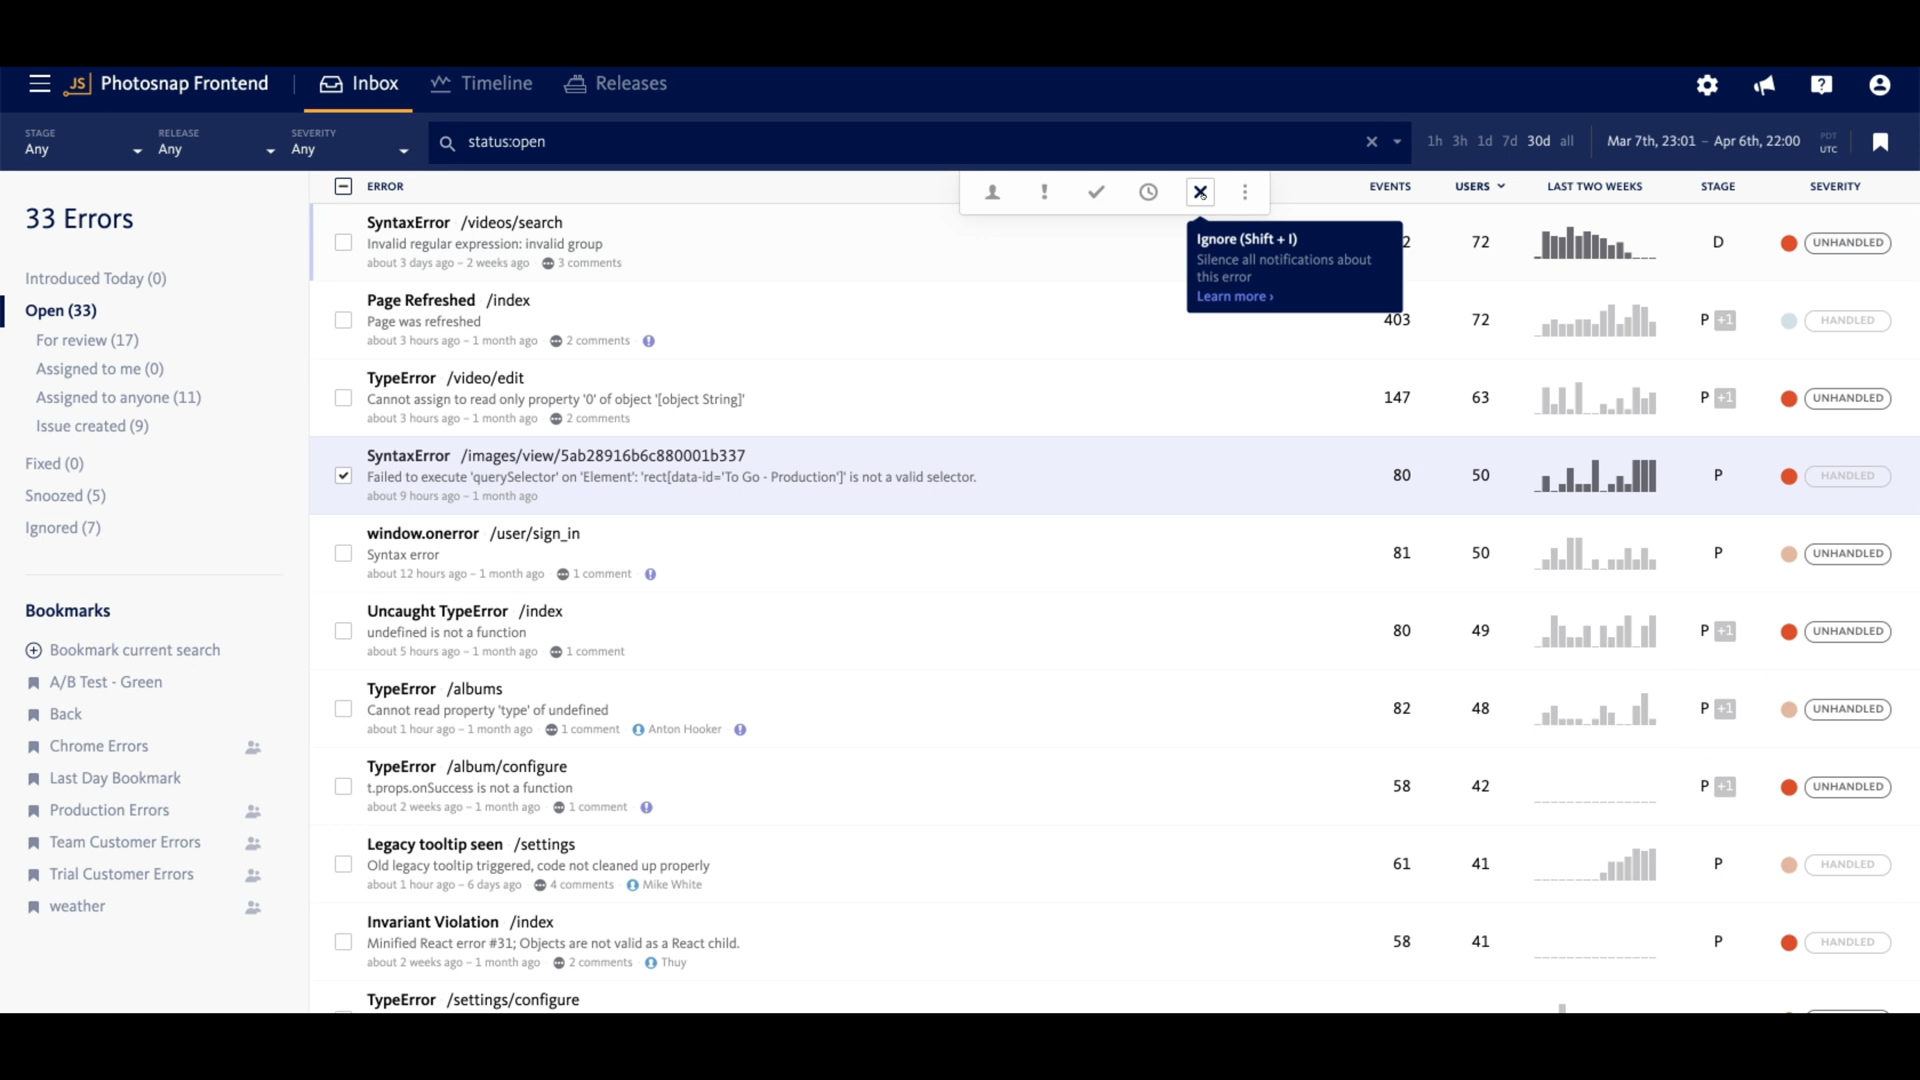 JS Photosnap Frontend Inbox Timeline Releases
STAGE RELEASE SEVERITY
Any Any Any status:open 1h 3h 1d 7d 30d all Mar 7th, 23:01 – Apr 6th, 22:00 PDT UTC
33 Errors
Introduced Today (0)
Open (33)
For review (17)
Assigned to me (0)
Assigned to anyone (11)
Issue created (9)
Fixed (0)
Snoozed (5)
Ignored (7)
Bookmarks
Bookmark current search
A/B Test - Green
Back
Chrome Errors
Last Day Bookmark
Production Errors
Team Customer Errors
Trial Customer Errors
weather
ERROR EVENTS USERS LAST TWO WEEKS STAGE SEVERITY
Ignore (Shift + I)
Silence all notifications about
this error
Learn more ›
SyntaxError /videos/search
Invalid regular expression: invalid group
about 3 days ago – 2 weeks ago 3 comments
2 72 D UNHANDLED
Page Refreshed /index
Page was refreshed
about 3 hours ago – 1 month ago 2 comments
403 72 P +1 HANDLED
TypeError /video/edit
Cannot assign to read only property '0' of object '[object String]'
about 3 hours ago – 1 month ago 2 comments
147 63 P +1 UNHANDLED
SyntaxError /images/view/5ab28916b6c880001b337
Failed to execute 'querySelector' on 'Element': 'rect[data-id='To Go - Production']' is not a valid selector.
about 9 hours ago – 1 month ago
80 50 P HANDLED
window.onerror /user/sign_in
Syntax error
about 12 hours ago – 1 month ago 1 comment
81 50 P UNHANDLED
Uncaught TypeError /index
undefined is not a function
about 5 hours ago – 1 month ago 1 comment
80 49 P +1 UNHANDLED
TypeError /albums
Cannot read property 'type' of undefined
about 1 hour ago – 1 month ago 1 comment Anton Hooker
82 48 P +1 UNHANDLED
TypeError /album/configure
t.props.onSuccess is not a function
about 2 weeks ago – 1 month ago 1 comment
58 42 P +1 UNHANDLED
Legacy tooltip seen /settings
Old legacy tooltip triggered, code not cleaned up properly
about 1 hour ago – 6 days ago 4 comments Mike White
61 41 P HANDLED
Invariant Violation /index
Minified React error #31; Objects are not valid as a React child.
about 2 weeks ago – 1 month ago 2 comments Thuy
58 41 P HANDLED
TypeError /settings/configure